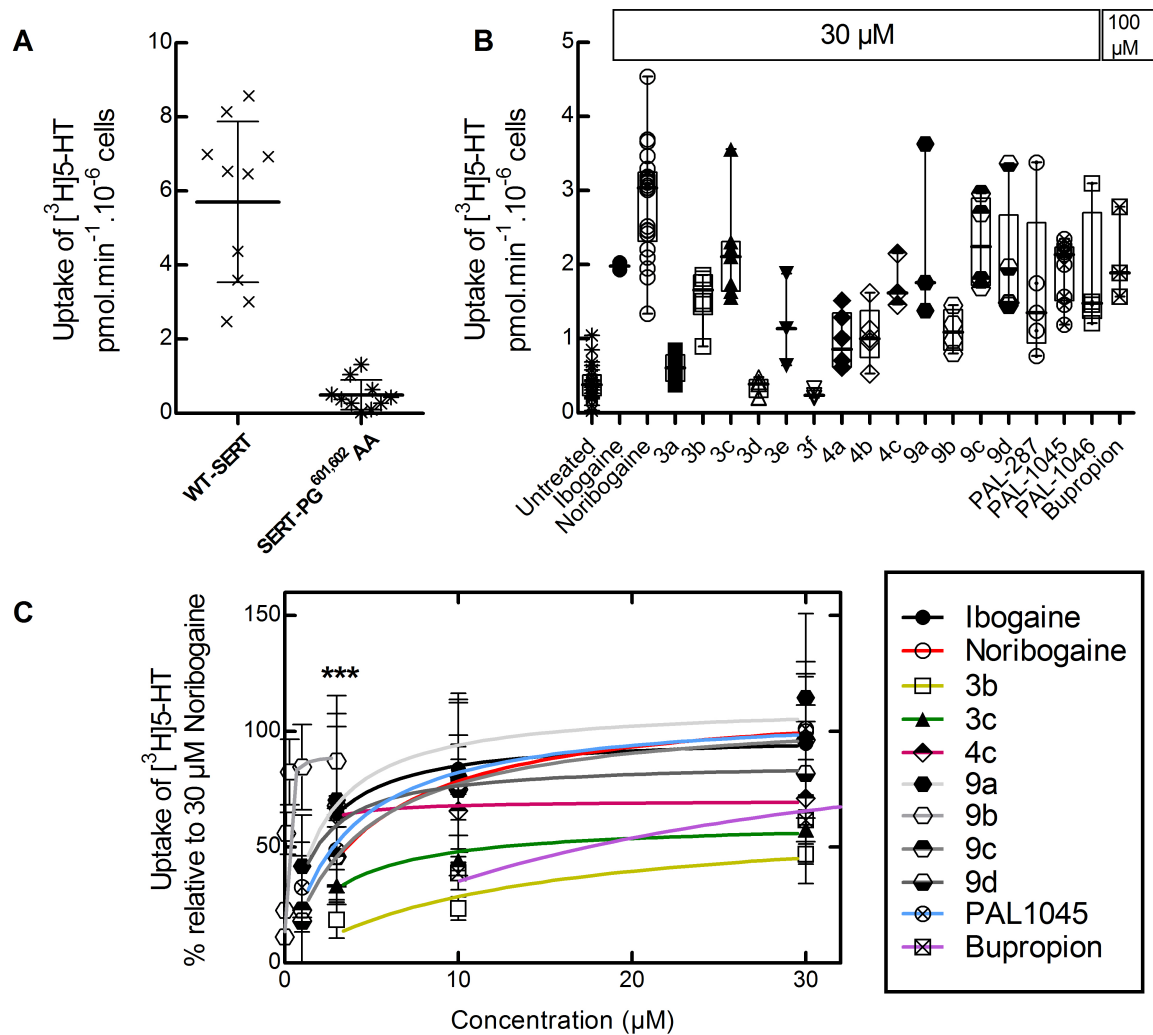 A
Uptake of [³H]5-HT
pmol.min⁻¹.10⁻⁶ cells
10
8
6
4
2
0
WT-SERT
SERT-PG⁶⁰¹,⁶⁰² AA
B
30 µM
100
µM
Uptake of [³H]5-HT
pmol.min⁻¹.10⁻⁶ cells
5
4
3
2
1
0
Untreated
Ibogaine
Noribogaine
3a
3b
3c
3d
3e
3f
4a
4b
4c
9a
9b
9c
9d
PAL-287
PAL-1045
PAL-1046
Bupropion
C
Uptake of [³H]5-HT
% relative to 30 µM Noribogaine
150
100
50
0
***
0 10 20 30
Concentration (µM)
Ibogaine
Noribogaine
3b
3c
4c
9a
9b
9c
9d
PAL1045
Bupropion